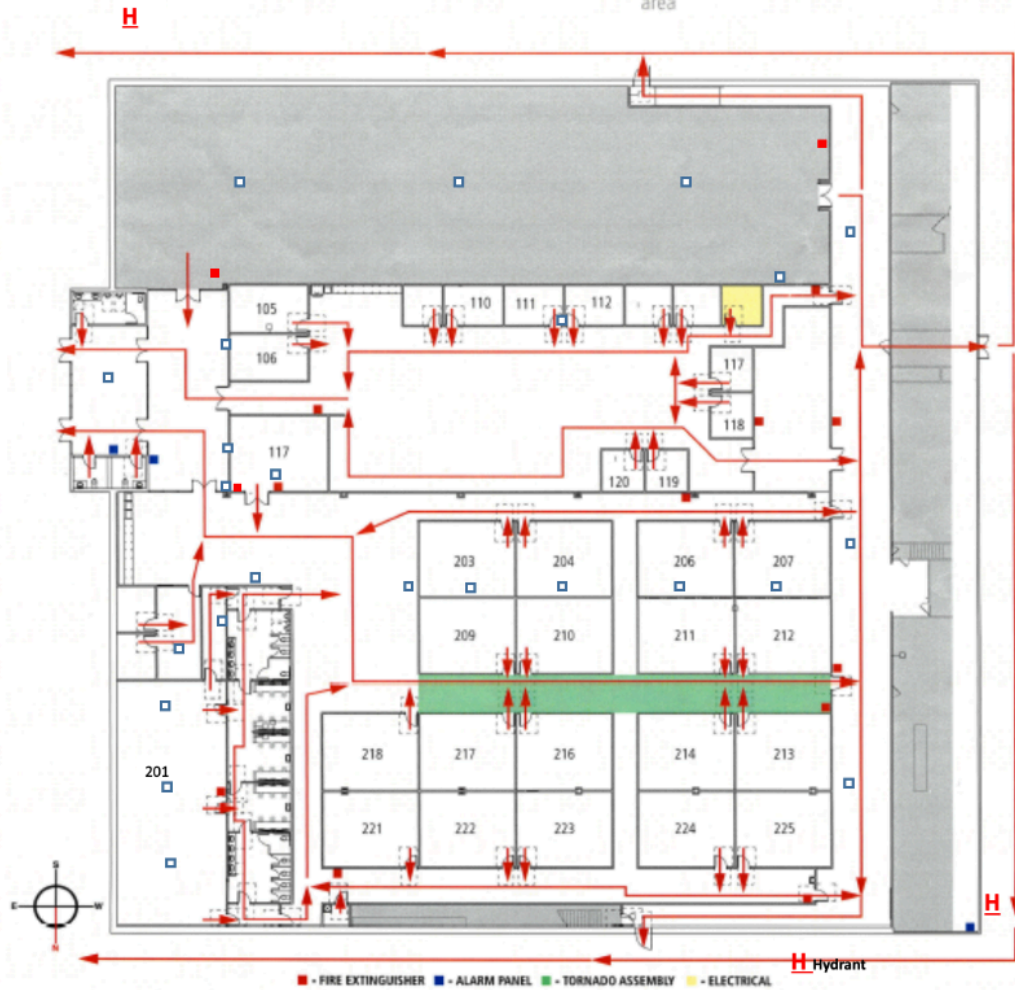 area
H
110 111 112
105
106
117
118
117
120 119
203 204 206 207
209 210 211 212
218 217 216 214 213
201
221 222 223 224 225
S
E W
N
H
H Hydrant
- FIRE EXTINGUISHER - ALARM PANEL - TORNADO ASSEMBLY - ELECTRICAL